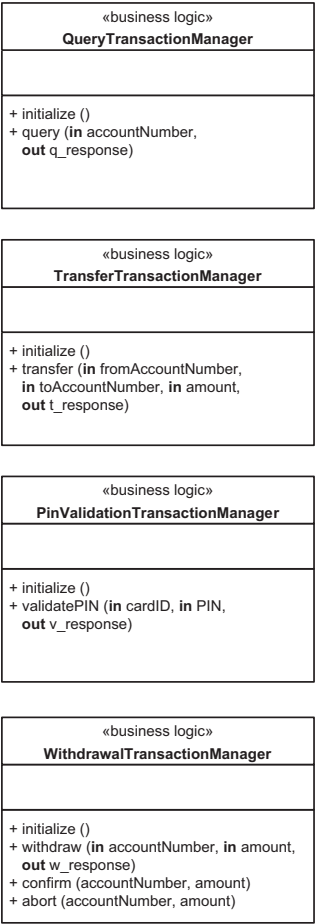 «business logic»
QueryTransactionManager
+ initialize ()
+ query (in accountNumber,
out q_response)
«business logic»
TransferTransactionManager
+ initialize ()
+ transfer (in fromAccountNumber,
in toAccountNumber, in amount,
out t_response)
«business logic»
PinValidationTransactionManager
+ initialize ()
+ validatePIN (in cardID, in PIN,
out v_response)
«business logic»
WithdrawalTransactionManager
+ initialize ()
+ withdraw (in accountNumber, in amount,
out w_response)
+ confirm (accountNumber, amount)
+ abort (accountNumber, amount)